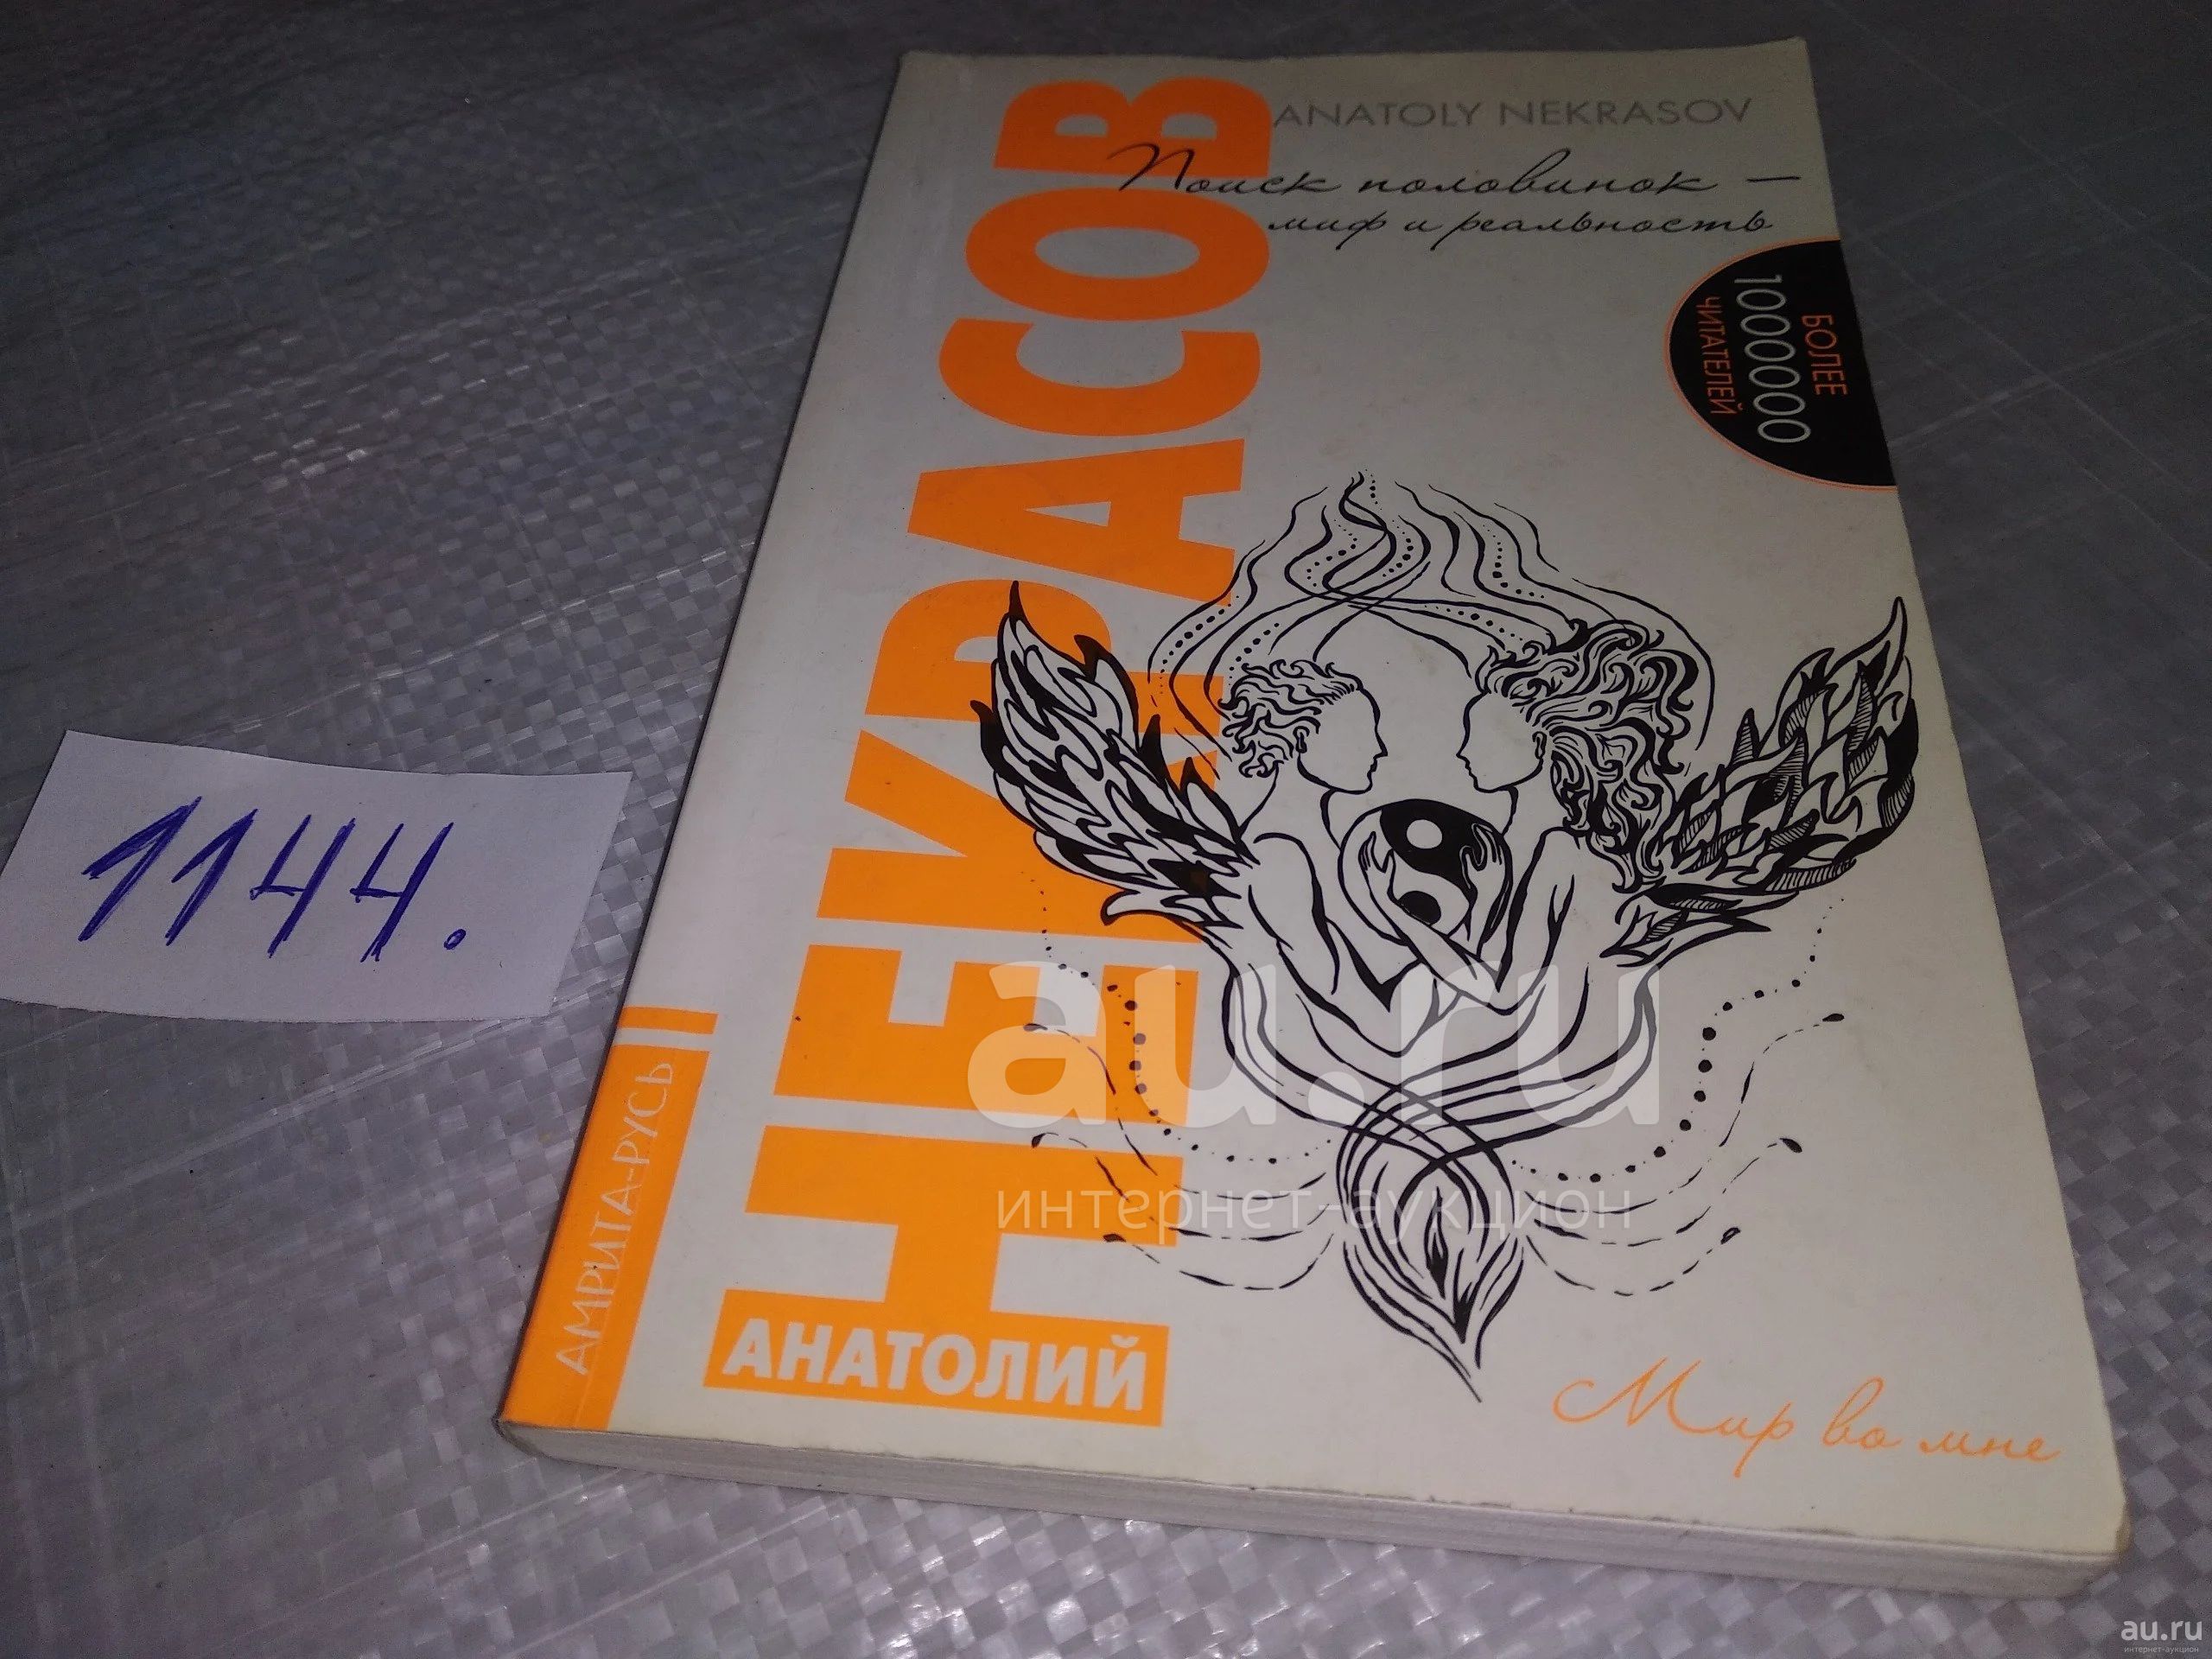 ANATOLY NEKRASOV
Поиск половинок –
миф и реальность
БОЛЕЕ
10000000
ЧИТАТЕЛЕЙ
НЕКРАСОВ
АНАТОЛИЙ
АМРИТА-РУСЬ
Мир во мне
1144.
au.ru
интернет-аукцион
au.ru
интернет-аукцион